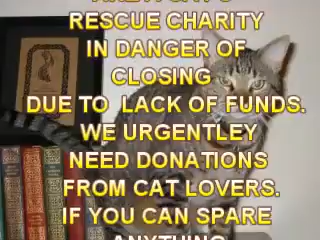 RESCUE CHARITY
IN DANGER OF
CLOSING
DUE TO LACK OF FUNDS.
WE URGENTLEY
NEED DONATIONS
FROM CAT LOVERS.
IF YOU CAN SPARE
ANYTHING